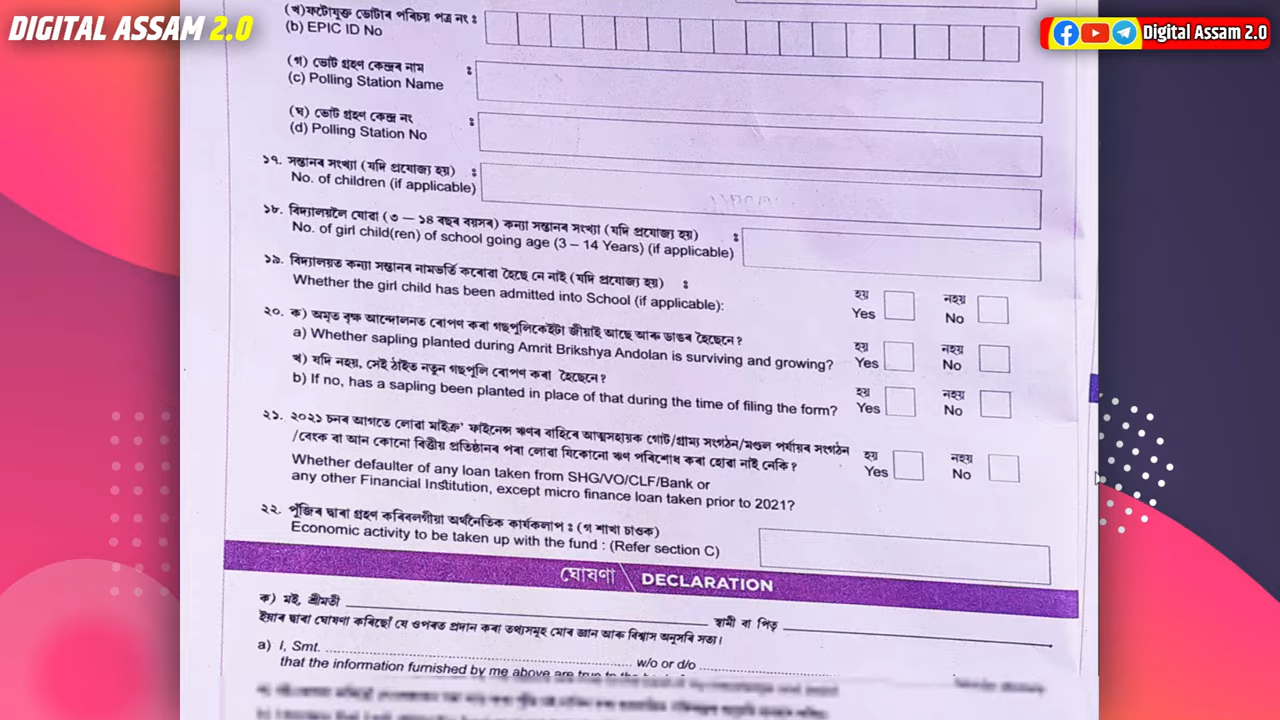 DIGITAL ASSAM 2.0
Digital Assam 2.0
(খ)ফটোযুক্ত ভোটাৰ পৰিচয় পত্ৰ নং :
(b) EPIC ID No
(গ) ভোট গ্ৰহণ কেন্দ্ৰৰ নাম :
(c) Polling Station Name
(ঘ) ভোট গ্ৰহণ কেন্দ্ৰ নং :
(d) Polling Station No
১৭. সন্তানৰ সংখ্যা (যদি প্ৰযোজ্য হয়) :
No. of children (if applicable)
১৮. বিদ্যালয়লৈ যোৱা (৩ – ১৪ বছৰ বয়সৰ) কন্যা সন্তানৰ সংখ্যা (যদি প্ৰযোজ্য হয়) :
No. of girl child(ren) of school going age (3 – 14 Years) (if applicable)
১৯. বিদ্যালয়ত কন্যা সন্তানৰ নামভৰ্তি কৰোৱা হৈছে নে নাই (যদি প্ৰযোজ্য হয়) :
Whether the girl child has been admitted into School (if applicable):
হয় নহয়
Yes No
২০. ক) অমৃত বৃক্ষ আন্দোলনত ৰোপণ কৰা গছপুলিকেইটা জীয়াই আছে আৰু ডাঙৰ হৈছেনে?
a) Whether sapling planted during Amrit Brikshya Andolan is surviving and growing?
হয় নহয়
Yes No
খ) যদি নহয়, সেই ঠাইত নতুন গছপুলি ৰোপণ কৰা হৈছেনে?
b) If no, has a sapling been planted in place of that during the time of filing the form?
হয় নহয়
Yes No
২১. ২০২১ চনৰ আগতে লোৱা মাইক্ৰ' ফাইনেন্স ঋণৰ বাহিৰে আত্মসহায়ক গোট/গ্ৰাম্য সংগঠন/মণ্ডল পৰ্যায়ৰ সংগঠন
/বেংক বা আন কোনো বিত্তীয় প্ৰতিষ্ঠানৰ পৰা লোৱা যিকোনো ঋণ পৰিশোধ কৰা হোৱা নাই নেকি?
হয় নহয়
Yes No
Whether defaulter of any loan taken from SHG/VO/CLF/Bank or
any other Financial Institution, except micro finance loan taken prior to 2021?
২২. পুঁজিৰ দ্বাৰা গ্ৰহণ কৰিবলগীয়া অৰ্থনৈতিক কাৰ্যকলাপ : (গ শাখা চাওক)
Economic activity to be taken up with the fund : (Refer section C)
ঘোষণা DECLARATION
ক) মই, শ্ৰীমতী স্বামী বা পিতৃ
ইয়াৰ দ্বাৰা ঘোষণা কৰিছোঁ যে ওপৰত প্ৰদান কৰা তথ্যসমূহ মোৰ জ্ঞান আৰু বিশ্বাস অনুসৰি সত্য।
a) I, Smt. w/o or d/o
that the information furnished by me above are true to the